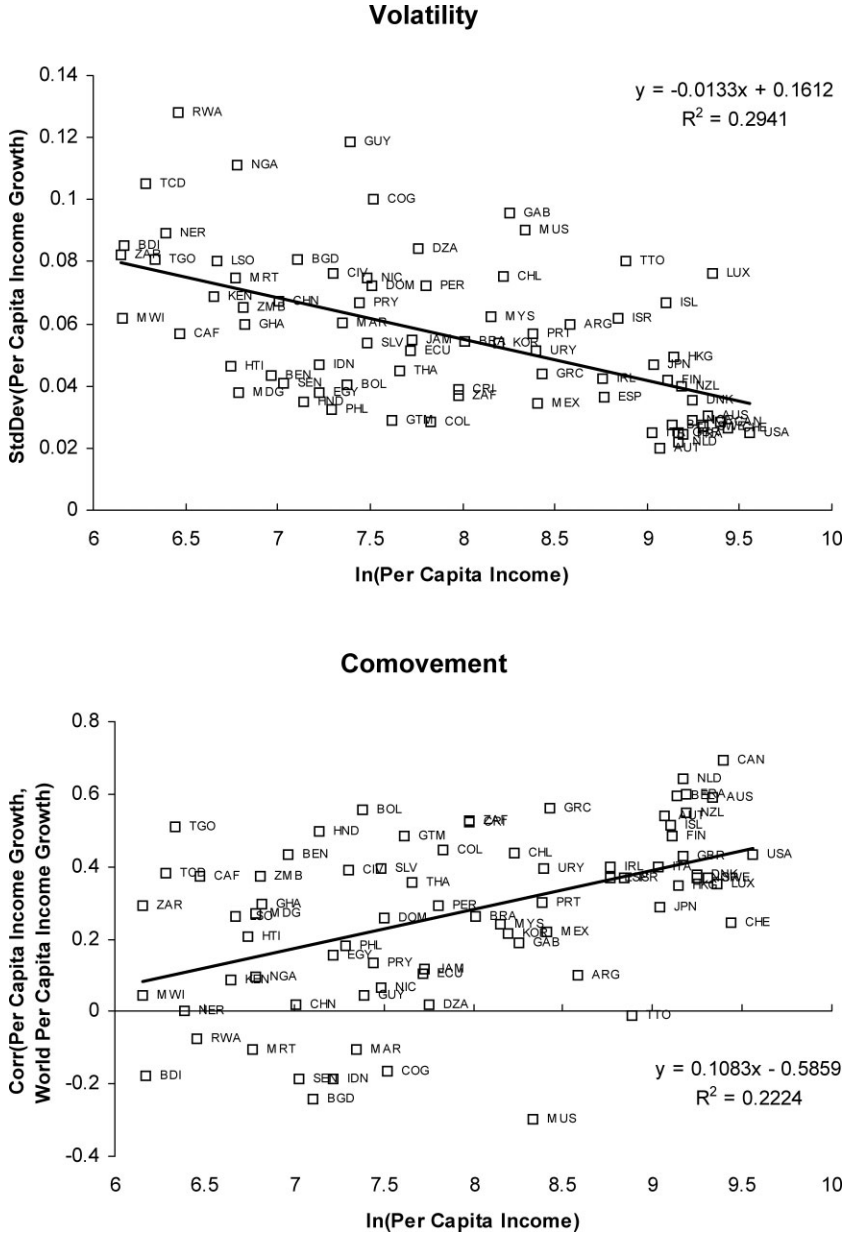 Volatility
0.14
y = -0.0133x + 0.1612
R² = 0.2941
RWA
0.12
GUY
NGA
TCD
0.1
COG
GAB
MUS
NER
BDI
DZA
ZAR
TGO
LSO
BGD
TTO
0.08
MRT
CIV
NIC
CHL
LUX
DOM
PER
KEN
CHN
PRY
ISL
ZMB
MWI
MYS
ISR
0.06
GHA
MAR
ARG
CAF
PRT
SLV
JAM
BRA
KOR
ECU
URY
HKG
HTI
IDN
JPN
BEN
THA
GRC
IRL
FIN
0.04
SEN
BOL
CRI
NZL
MDG
EGY
ZAF
ESP
HND
MEX
DNK
PHL
GTM
COL
AUS
CAN
CHE
USA
NLD
AUT
0.02
0
6 6.5 7 7.5 8 8.5 9 9.5 10
ln(Per Capita Income)
StdDev(Per Capita Income Growth)
Comovement
0.8
CAN
NLD
0.6
AUS
BOL
GRC
NZL
AUT
TGO
HND
ZAF
ISL
GTM
FIN
BEN
COL
CHL
GBR
USA
0.4
TCD
CAF
ZMB
CIV
SLV
URY
IRL
ITA
DNK
THA
SWE
HKG
LUX
ZAR
GHA
PER
PRT
JPN
MDG
DOM
BRA
MYS
CHE
0.2
HTI
KOR
MEX
PHL
GAB
EGY
PRY
JAM
ECU
KEN
NGA
ARG
NIC
MWI
GUY
CHN
DZA
0
NER
TTO
RWA
MRT
MAR
BDI
SEN
IDN
COG
-0.2
BGD
MUS
y = 0.1083x - 0.5859
R² = 0.2224
-0.4
6 6.5 7 7.5 8 8.5 9 9.5 10
ln(Per Capita Income)
Corr(Per Capita Income Growth,
World Per Capita Income Growth)